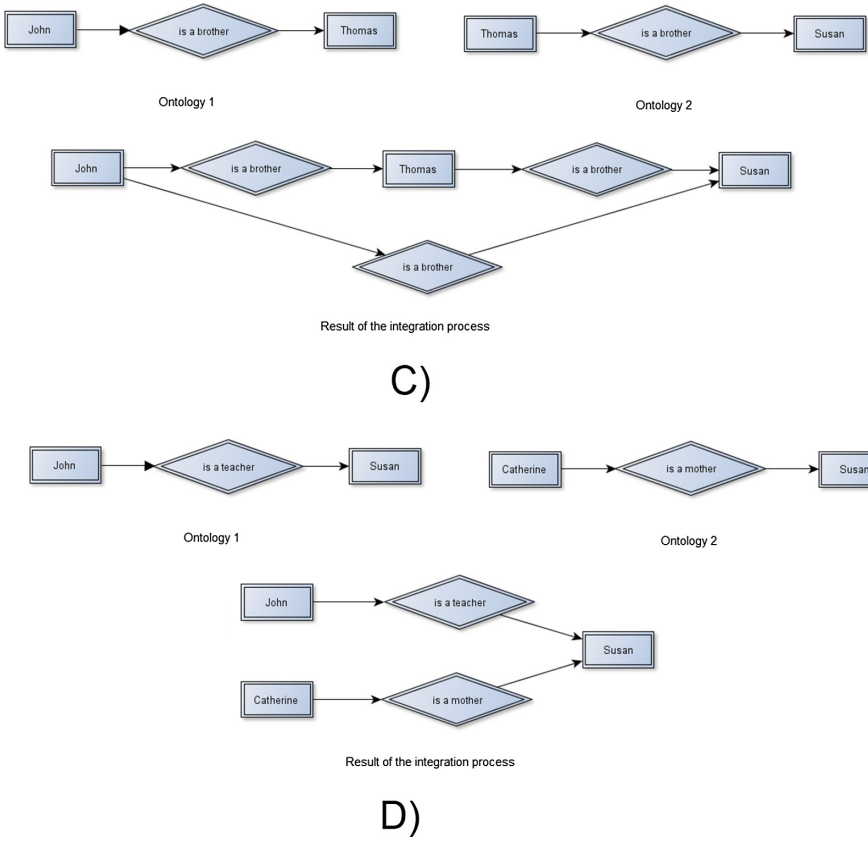 John is a brother Thomas
Thomas is a brother Susan
Ontology 1
Ontology 2
John is a brother Thomas is a brother Susan
is a brother
Result of the integration process
C)
John is a teacher Susan
Catherine is a mother Susan
Ontology 1
Ontology 2
John is a teacher
Susan
Catherine is a mother
Result of the integration process
D)